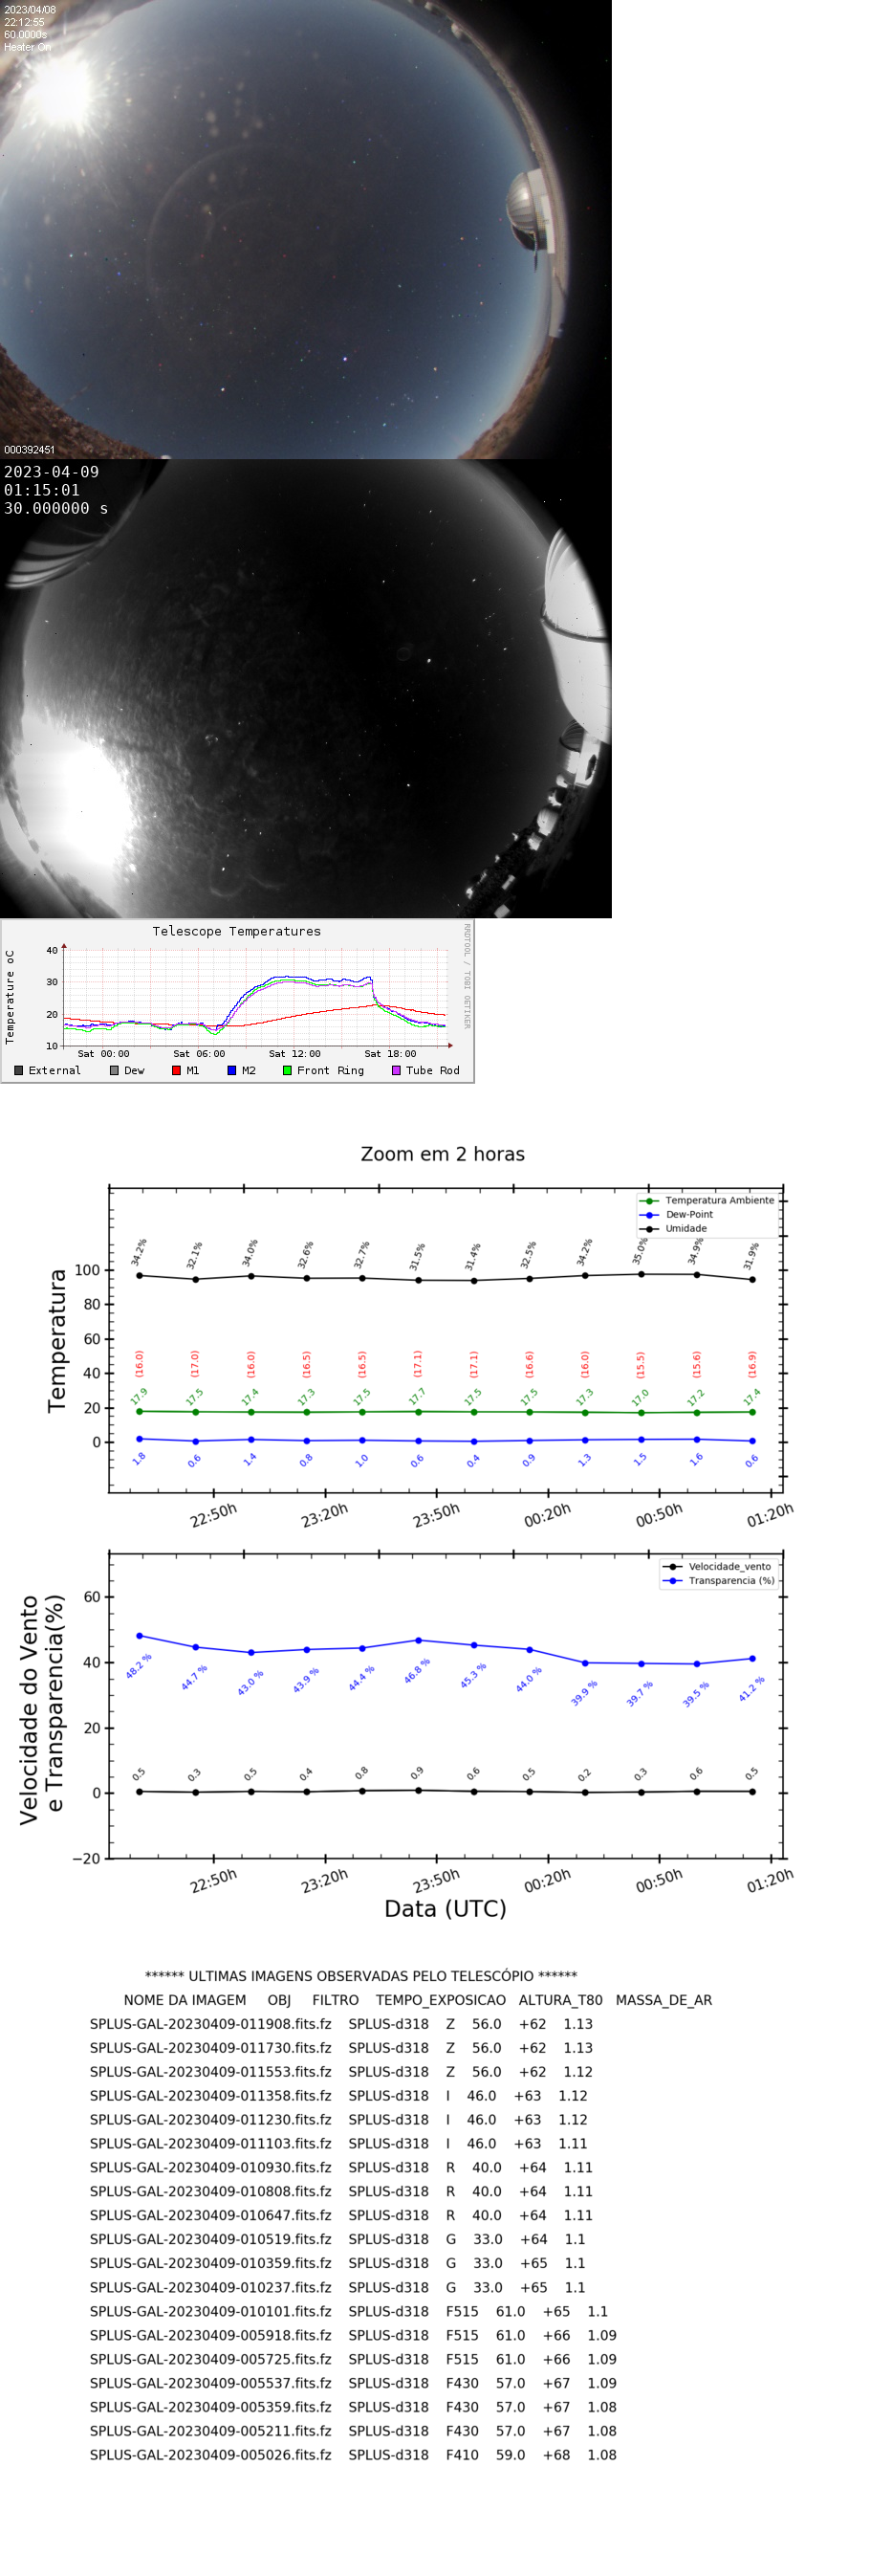 2023/04/08
22:12:55
60.0000s
Heater On
000392451
2023-04-09
01:15:01
30.000000 s
Telescope Temperatures
RRDTOOL / TOBI OETIKER
Temperature oC
40
30
20
10
Sat 00:00 Sat 06:00 Sat 12:00 Sat 18:00
External Dew M1 M2 Front Ring Tube Rod
Zoom em 2 horas
Temperatura Ambiente
Dew-Point
Umidade
34.2% 32.1% 34.0% 32.6% 32.7% 31.5% 31.4% 32.5% 34.2% 35.0% 34.9% 31.9%
Temperatura
100
80
60
40
20
0
(16.0) (17.0) (16.0) (16.5) (16.5) (17.1) (17.1) (16.6) (16.0) (15.5) (15.6) (16.9)
17.9 17.5 17.4 17.3 17.5 17.7 17.5 17.5 17.3 17.0 17.2 17.4
1.8 0.6 1.4 0.8 1.0 0.6 0.4 0.9 1.3 1.5 1.6 0.6
22:50h 23:20h 23:50h 00:20h 00:50h 01:20h
Velocidade_vento
Transparencia (%)
Velocidade do Vento
e Transparencia(%)
60
40
20
0
−20
48.2 % 44.7 % 43.0 % 43.9 % 44.4 % 46.8 % 45.3 % 44.0 % 39.9 % 39.7 % 39.5 % 41.2 %
0.5 0.3 0.5 0.4 0.8 0.9 0.6 0.5 0.2 0.3 0.6 0.5
22:50h 23:20h 23:50h 00:20h 00:50h 01:20h
Data (UTC)
****** ULTIMAS IMAGENS OBSERVADAS PELO TELESCÓPIO ******
NOME DA IMAGEM OBJ FILTRO TEMPO_EXPOSICAO ALTURA_T80 MASSA_DE_AR
SPLUS-GAL-20230409-011908.fits.fz SPLUS-d318 Z 56.0 +62 1.13
SPLUS-GAL-20230409-011730.fits.fz SPLUS-d318 Z 56.0 +62 1.13
SPLUS-GAL-20230409-011553.fits.fz SPLUS-d318 Z 56.0 +62 1.12
SPLUS-GAL-20230409-011358.fits.fz SPLUS-d318 I 46.0 +63 1.12
SPLUS-GAL-20230409-011230.fits.fz SPLUS-d318 I 46.0 +63 1.12
SPLUS-GAL-20230409-011103.fits.fz SPLUS-d318 I 46.0 +63 1.11
SPLUS-GAL-20230409-010930.fits.fz SPLUS-d318 R 40.0 +64 1.11
SPLUS-GAL-20230409-010808.fits.fz SPLUS-d318 R 40.0 +64 1.11
SPLUS-GAL-20230409-010647.fits.fz SPLUS-d318 R 40.0 +64 1.11
SPLUS-GAL-20230409-010519.fits.fz SPLUS-d318 G 33.0 +64 1.1
SPLUS-GAL-20230409-010359.fits.fz SPLUS-d318 G 33.0 +65 1.1
SPLUS-GAL-20230409-010237.fits.fz SPLUS-d318 G 33.0 +65 1.1
SPLUS-GAL-20230409-010101.fits.fz SPLUS-d318 F515 61.0 +65 1.1
SPLUS-GAL-20230409-005918.fits.fz SPLUS-d318 F515 61.0 +66 1.09
SPLUS-GAL-20230409-005725.fits.fz SPLUS-d318 F515 61.0 +66 1.09
SPLUS-GAL-20230409-005537.fits.fz SPLUS-d318 F430 57.0 +67 1.09
SPLUS-GAL-20230409-005359.fits.fz SPLUS-d318 F430 57.0 +67 1.08
SPLUS-GAL-20230409-005211.fits.fz SPLUS-d318 F430 57.0 +67 1.08
SPLUS-GAL-20230409-005026.fits.fz SPLUS-d318 F410 59.0 +68 1.08